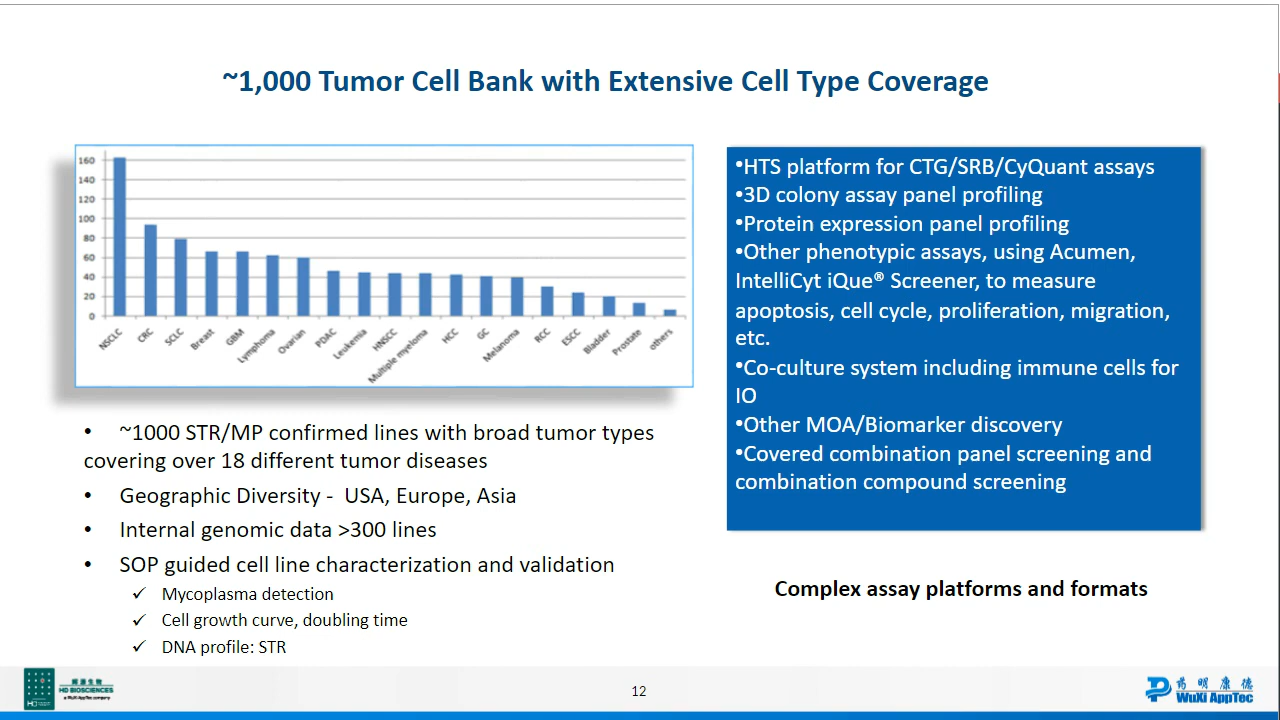 ~1,000 Tumor Cell Bank with Extensive Cell Type Coverage
160
140
120
100
80
60
40
20
0
NSCLC
CRC
SCLC
Breast
GBM
Lymphoma
Ovarian
PDAC
Leukemia
HNSCC
Multiple myeloma
HCC
GC
Melanoma
RCC
ESCC
Bladder
Prostate
others
• ~1000 STR/MP confirmed lines with broad tumor types
covering over 18 different tumor diseases
• Geographic Diversity - USA, Europe, Asia
• Internal genomic data >300 lines
• SOP guided cell line characterization and validation
✓ Mycoplasma detection
✓ Cell growth curve, doubling time
✓ DNA profile: STR
•HTS platform for CTG/SRB/CyQuant assays
•3D colony assay panel profiling
•Protein expression panel profiling
•Other phenotypic assays, using Acumen,
IntelliCyt iQue® Screener, to measure
apoptosis, cell cycle, proliferation, migration,
etc.
•Co-culture system including immune cells for
IO
•Other MOA/Biomarker discovery
•Covered combination panel screening and
combination compound screening
Complex assay platforms and formats
HD BIOSCIENCES
a WuXi AppTec company
12
药明康德
WuXi AppTec